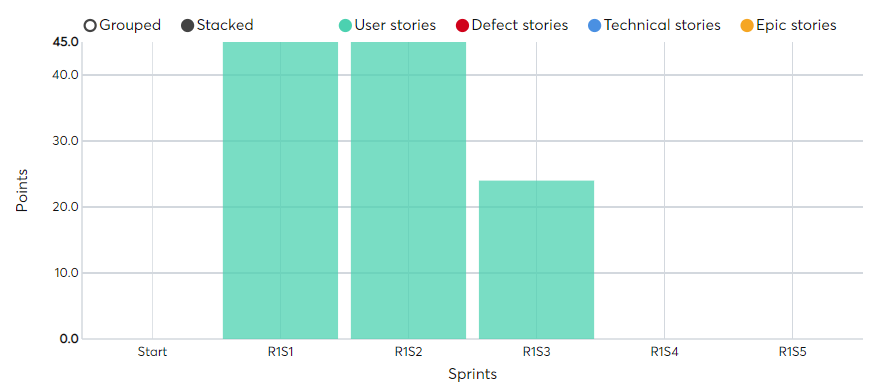 Grouped Stacked User stories Defect stories Technical stories Epic stories
45.0
40.0
30.0
20.0
10.0
0.0
Points
Start R1S1 R1S2 R1S3 R1S4 R1S5
Sprints